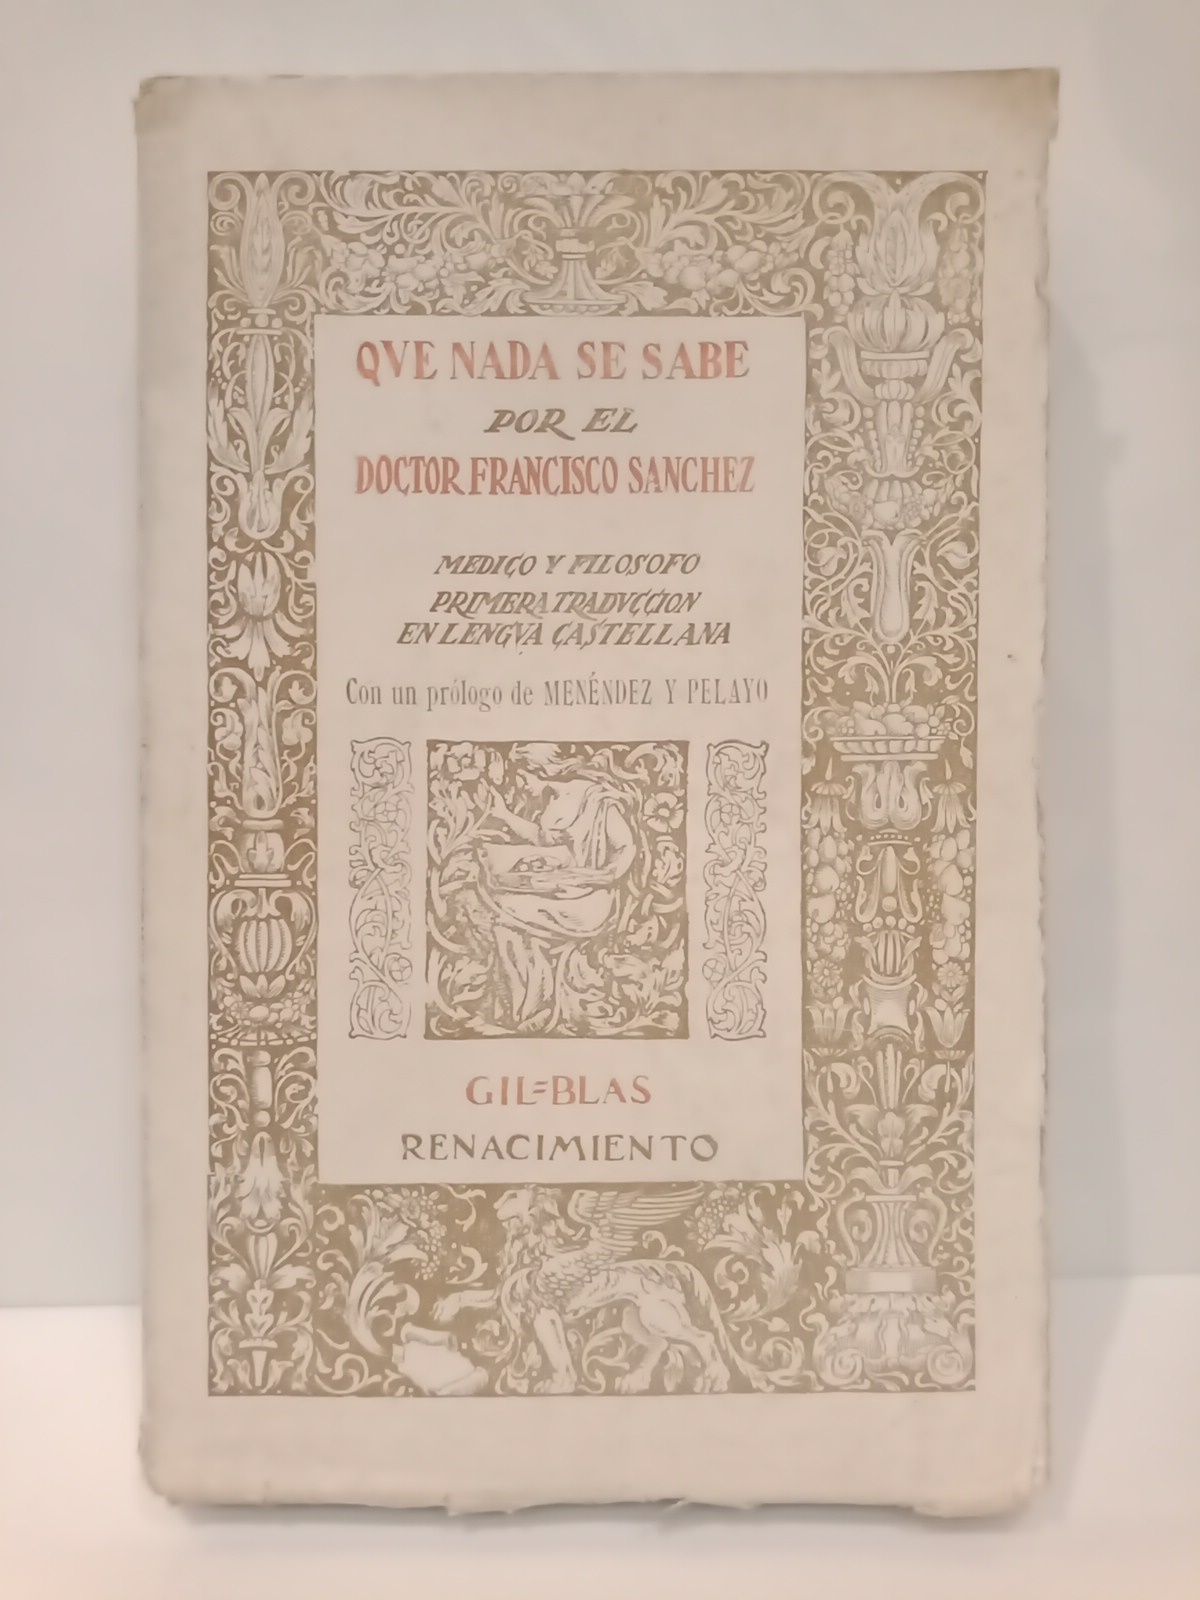 QVE NADA SE SABE
POR EL
DOCTOR FRANCISCO SANCHEZ
MEDIÇO Y FILOSOFO
PRIMERA TRADVCCION
EN LENGVA CASTELLANA
Con un prólogo de MENÉNDEZ Y PELAYO
GIL=BLAS
RENACIMIENTO